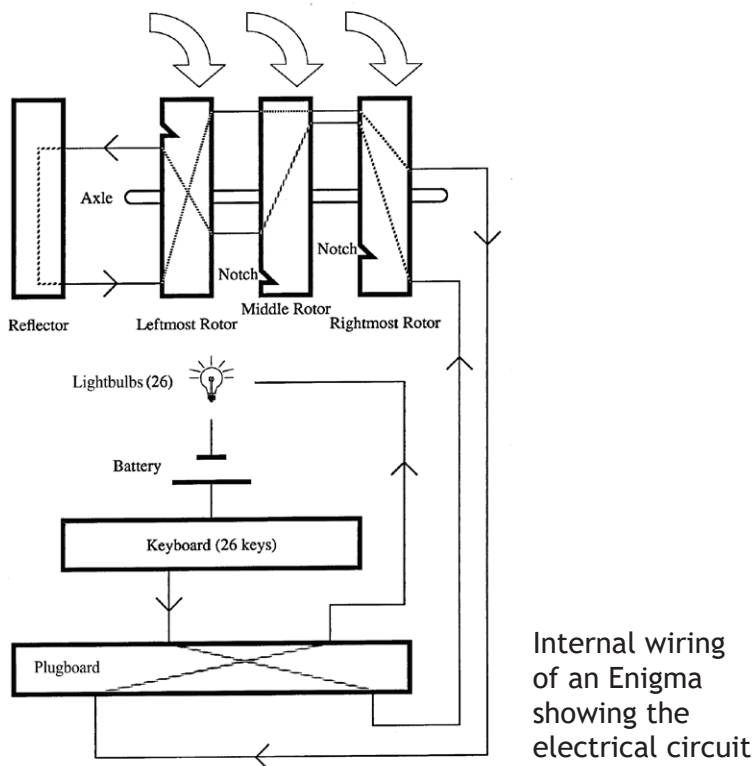 Axle
Notch
Notch
Middle Rotor
Reflector
Leftmost Rotor
Rightmost Rotor
Lightbulbs (26)
Battery
Keyboard (26 keys)
Plugboard
Internal wiring
of an Enigma
showing the
electrical circuit